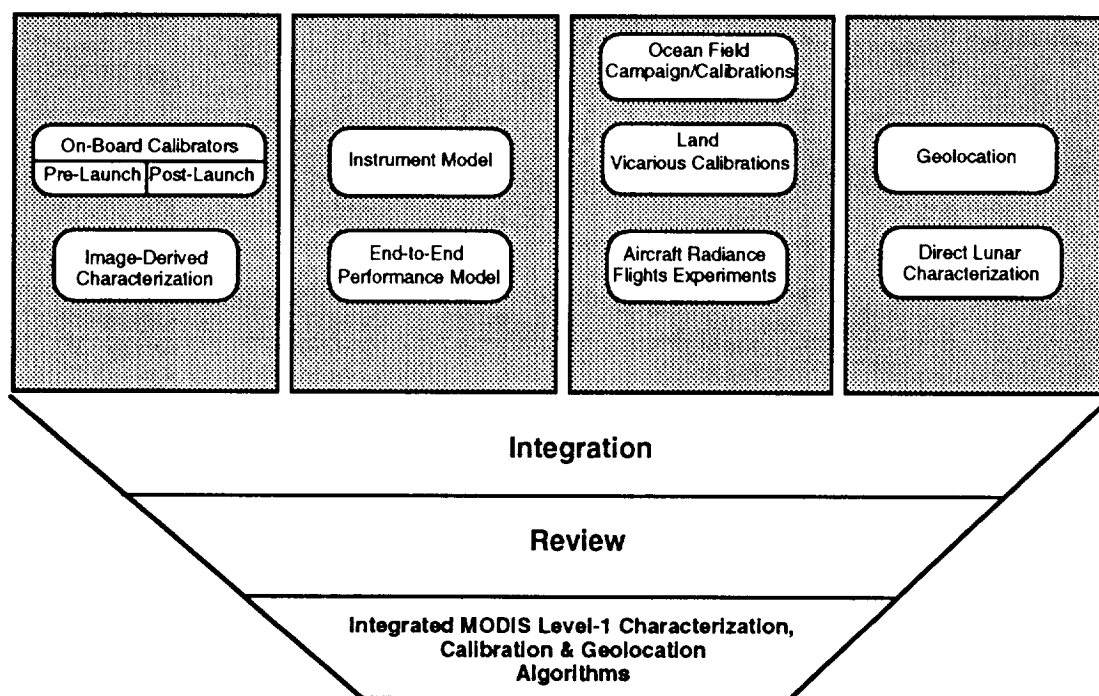 On-Board Calibrators
Pre-Launch
Post-Launch
Image-Derived
Characterization
Instrument Model
End-to-End
Performance Model
Ocean Field
Campaign/Calibrations
Land
Vicarious Calibrations
Aircraft Radiance
Flights Experiments
Geolocation
Direct Lunar
Characterization
Integration
Review
Integrated MODIS Level-1 Characterization,
Calibration & Geolocation
Algorithms